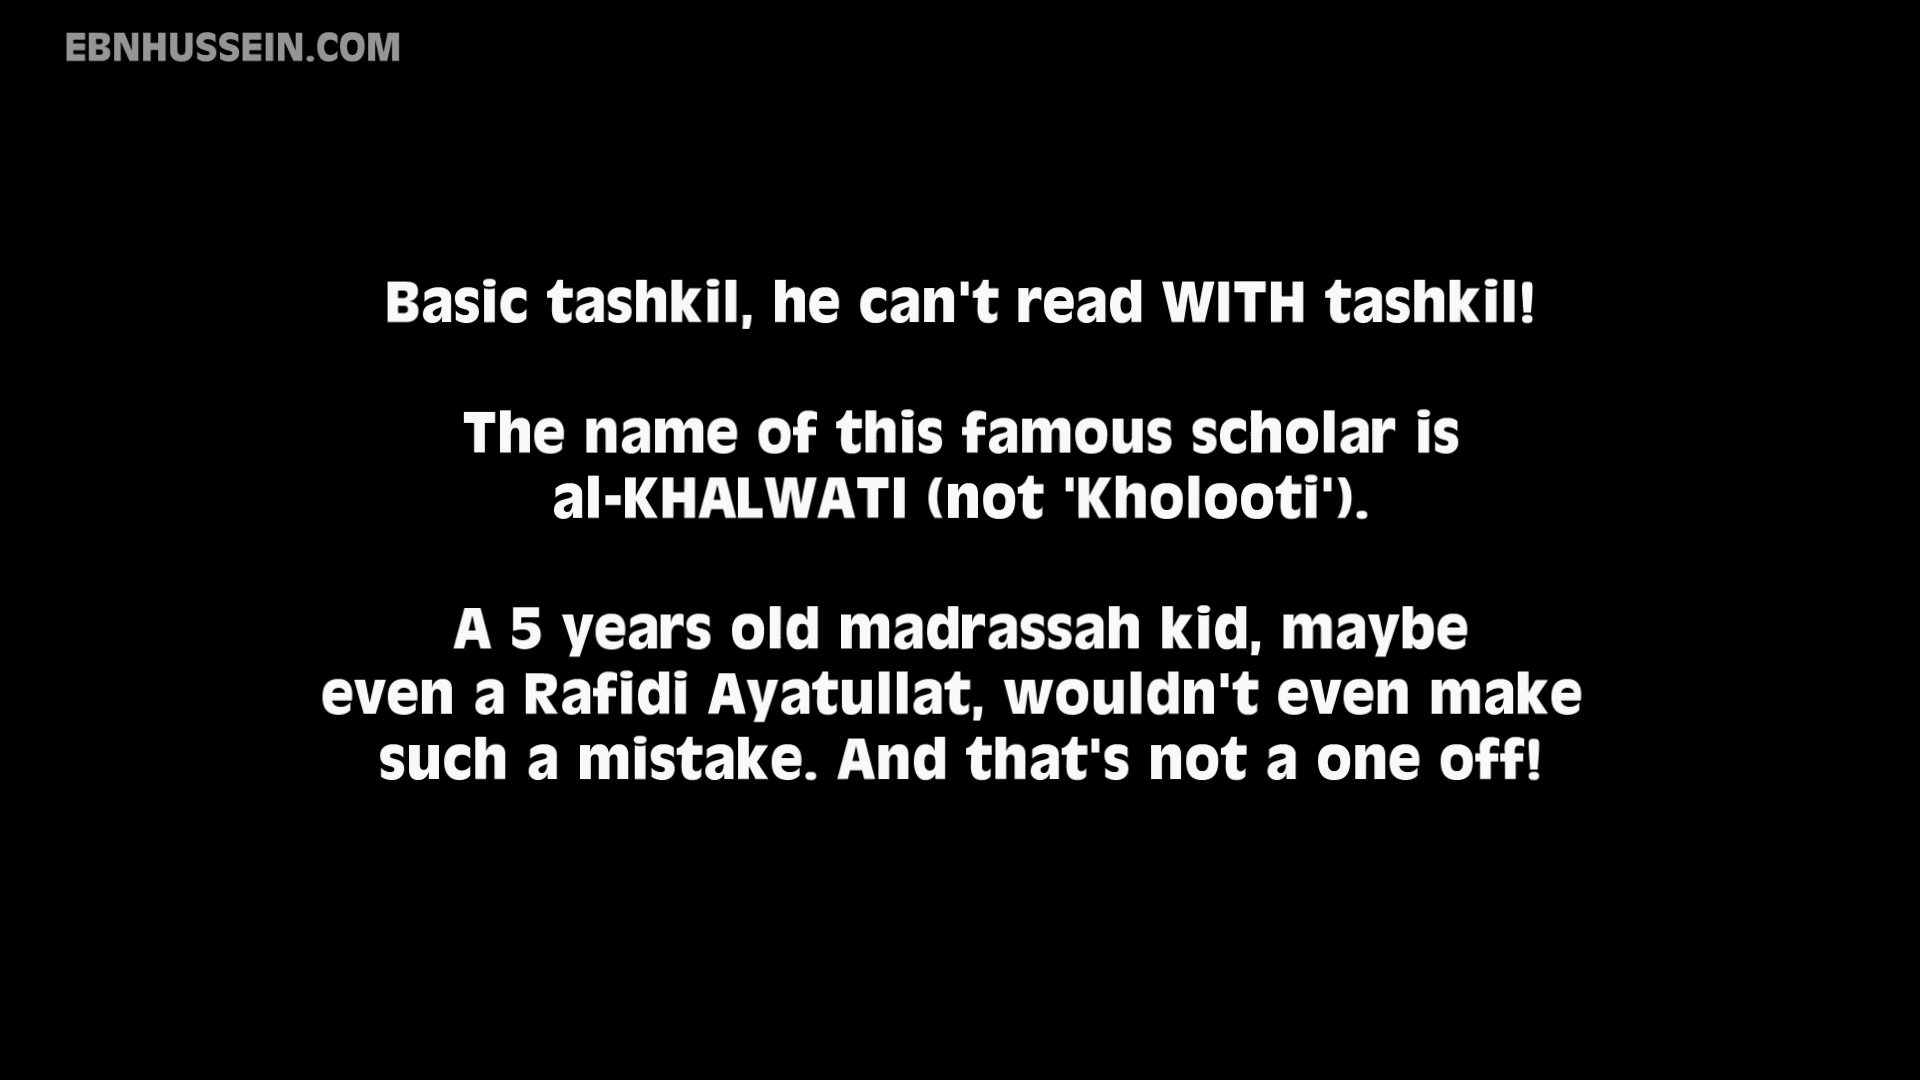 EBNHUSSEIN.COM
Basic tashkil, he can't read WITH tashkil!
The name of this famous scholar is
al-KHALWATI (not 'Kholooti').
A 5 years old madrassah kid, maybe
even a Rafidi Ayatullat, wouldn't even make
such a mistake. And that's not a one off!